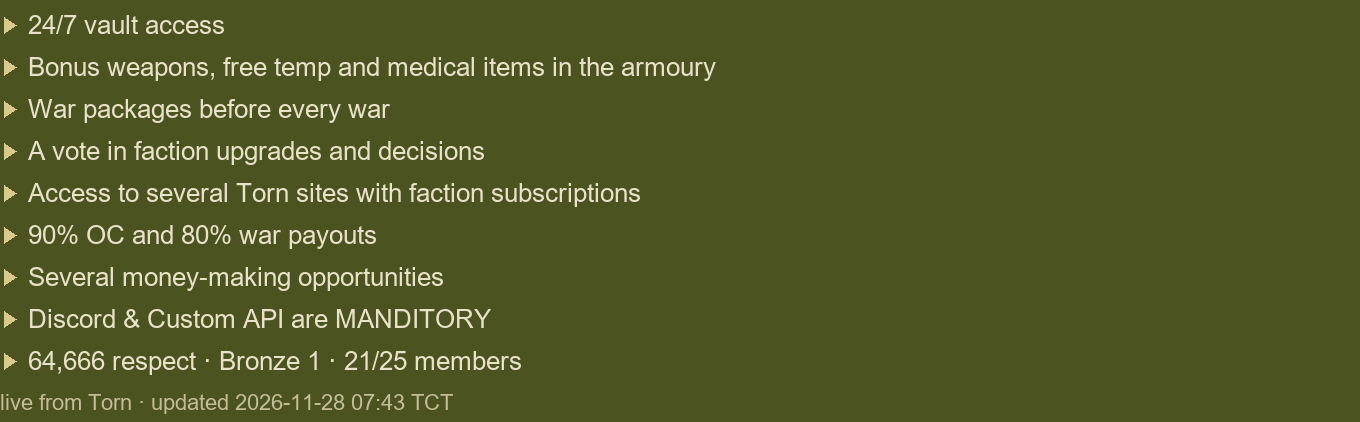 24/7 vault access
Bonus weapons, free temp and medical items in the armoury
War packages before every war
A vote in faction upgrades and decisions
Access to several Torn sites with faction subscriptions
90% OC and 80% war payouts
Several money-making opportunities
Discord & Custom API are MANDITORY
64,666 respect · Bronze 1 · 21/25 members
live from Torn · updated 2026-11-28 07:43 TCT